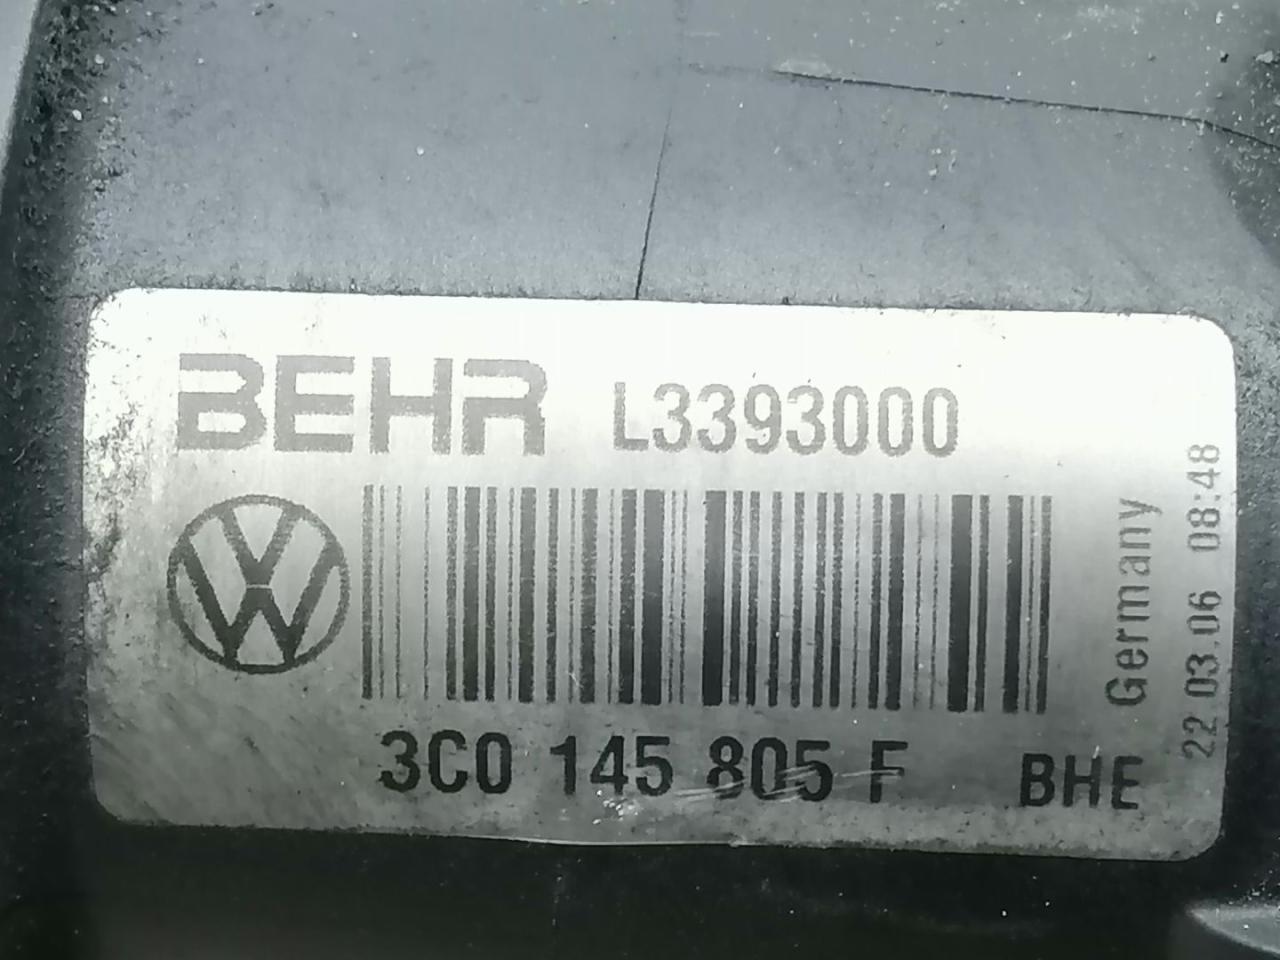 BEHR L3393000
3C0 145 805 F BHE
Germany
22 03.06 08:48